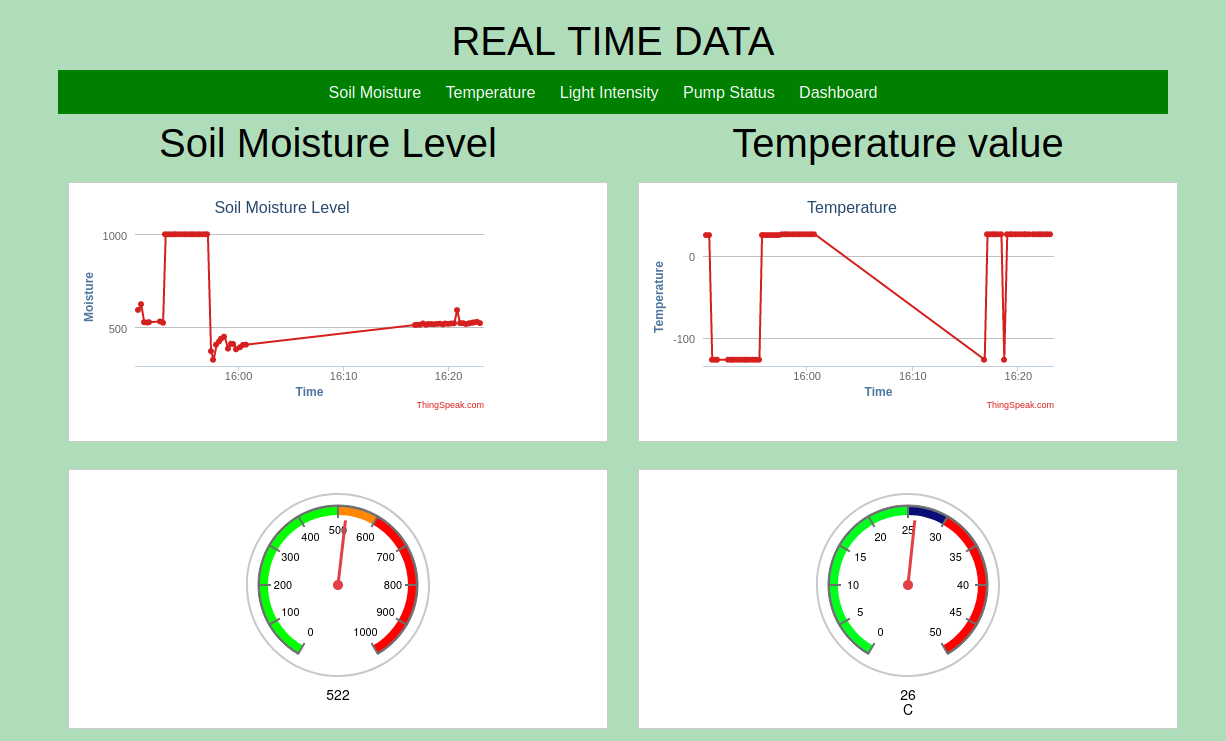 REAL TIME DATA
Soil Moisture Temperature Light Intensity Pump Status Dashboard
Soil Moisture Level
Temperature value
Soil Moisture Level
Moisture
1000
500
16:00 16:10 16:20
Time
ThingSpeak.com
Temperature
Temperature
0
-100
16:00 16:10 16:20
Time
ThingSpeak.com
0
100
200
300
400
500
600
700
800
900
1000
522
0
5
10
15
20
25
30
35
40
45
50
26
C